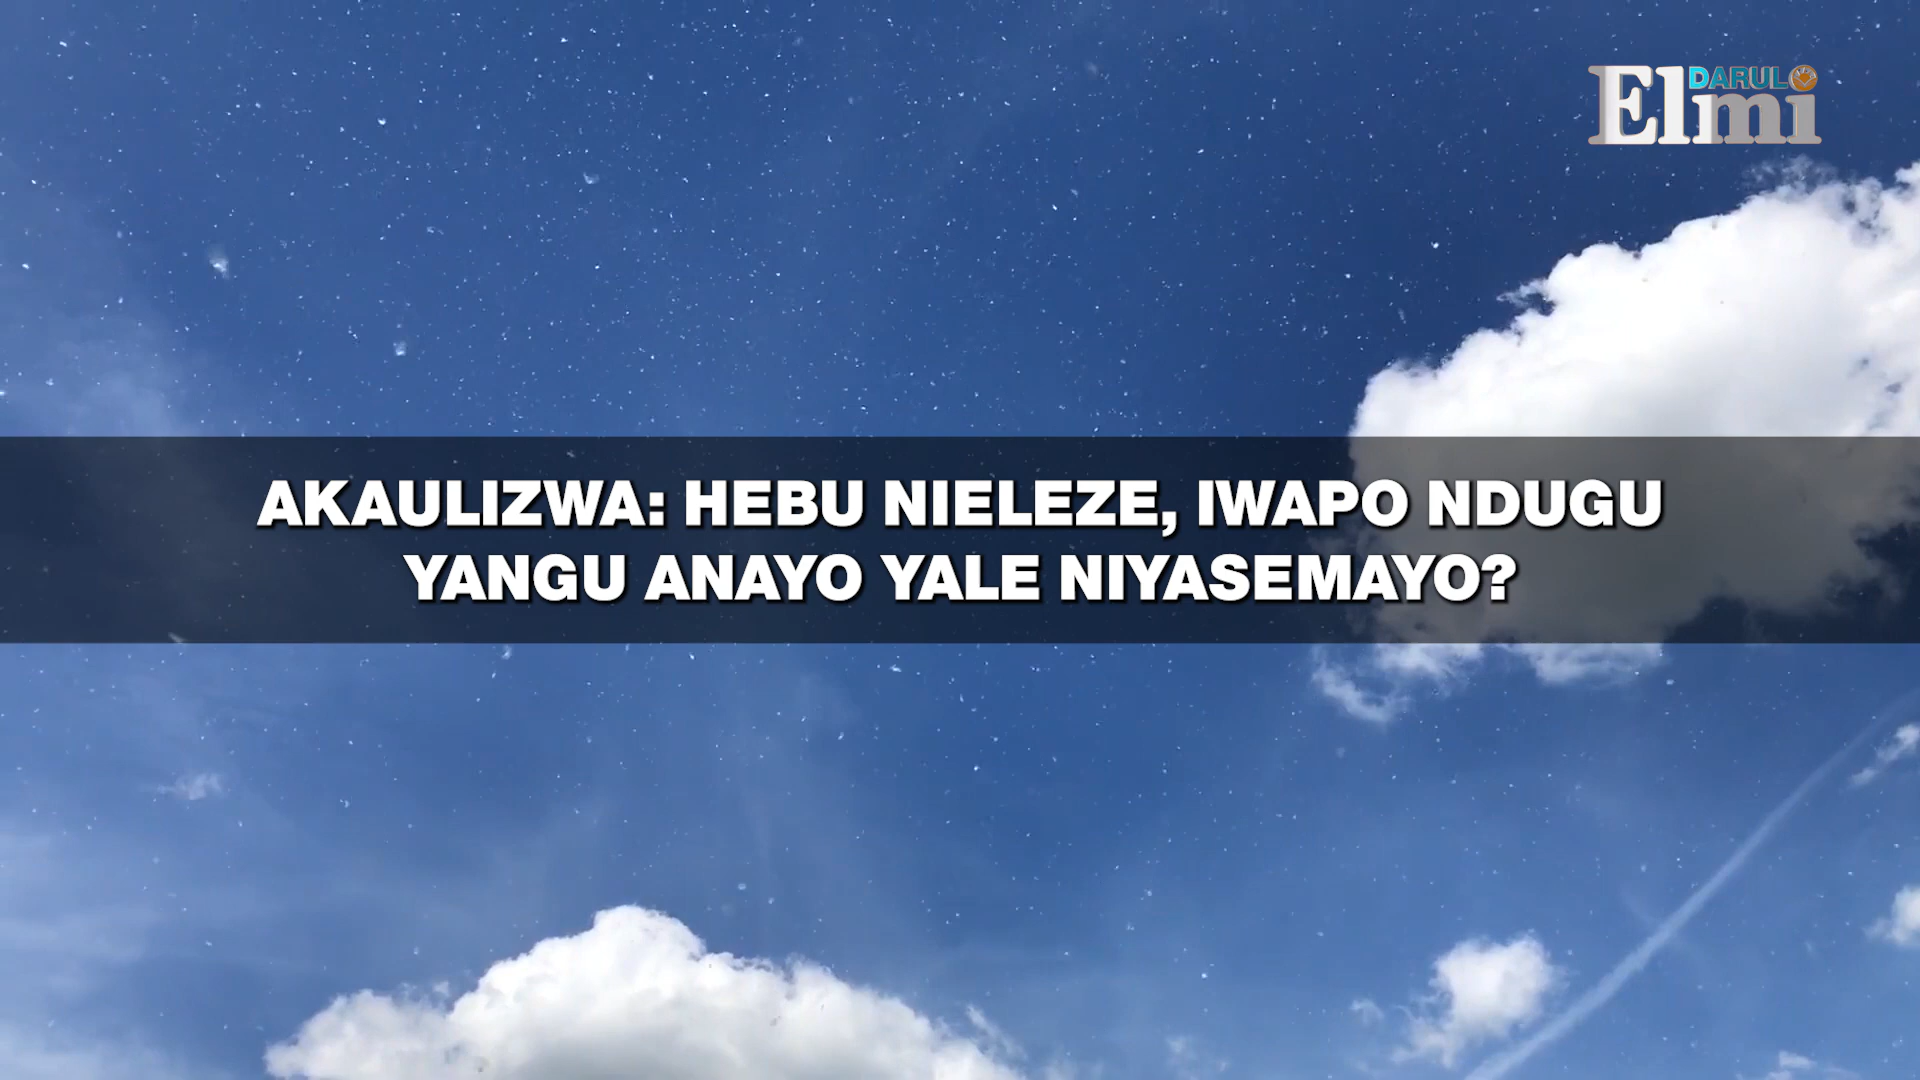 DARUL
Elmi
AKAULIZWA: HEBU NIELEZE, IWAPO NDUGU
YANGU ANAYO YALE NIYASEMAYO?